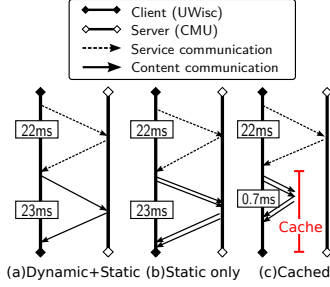 Client (UWisc)
Server (CMU)
Service communication
Content communication
22ms 22ms 22ms
23ms 23ms 0.7ms
Cache
(a)Dynamic+Static (b)Static only (c)Cached